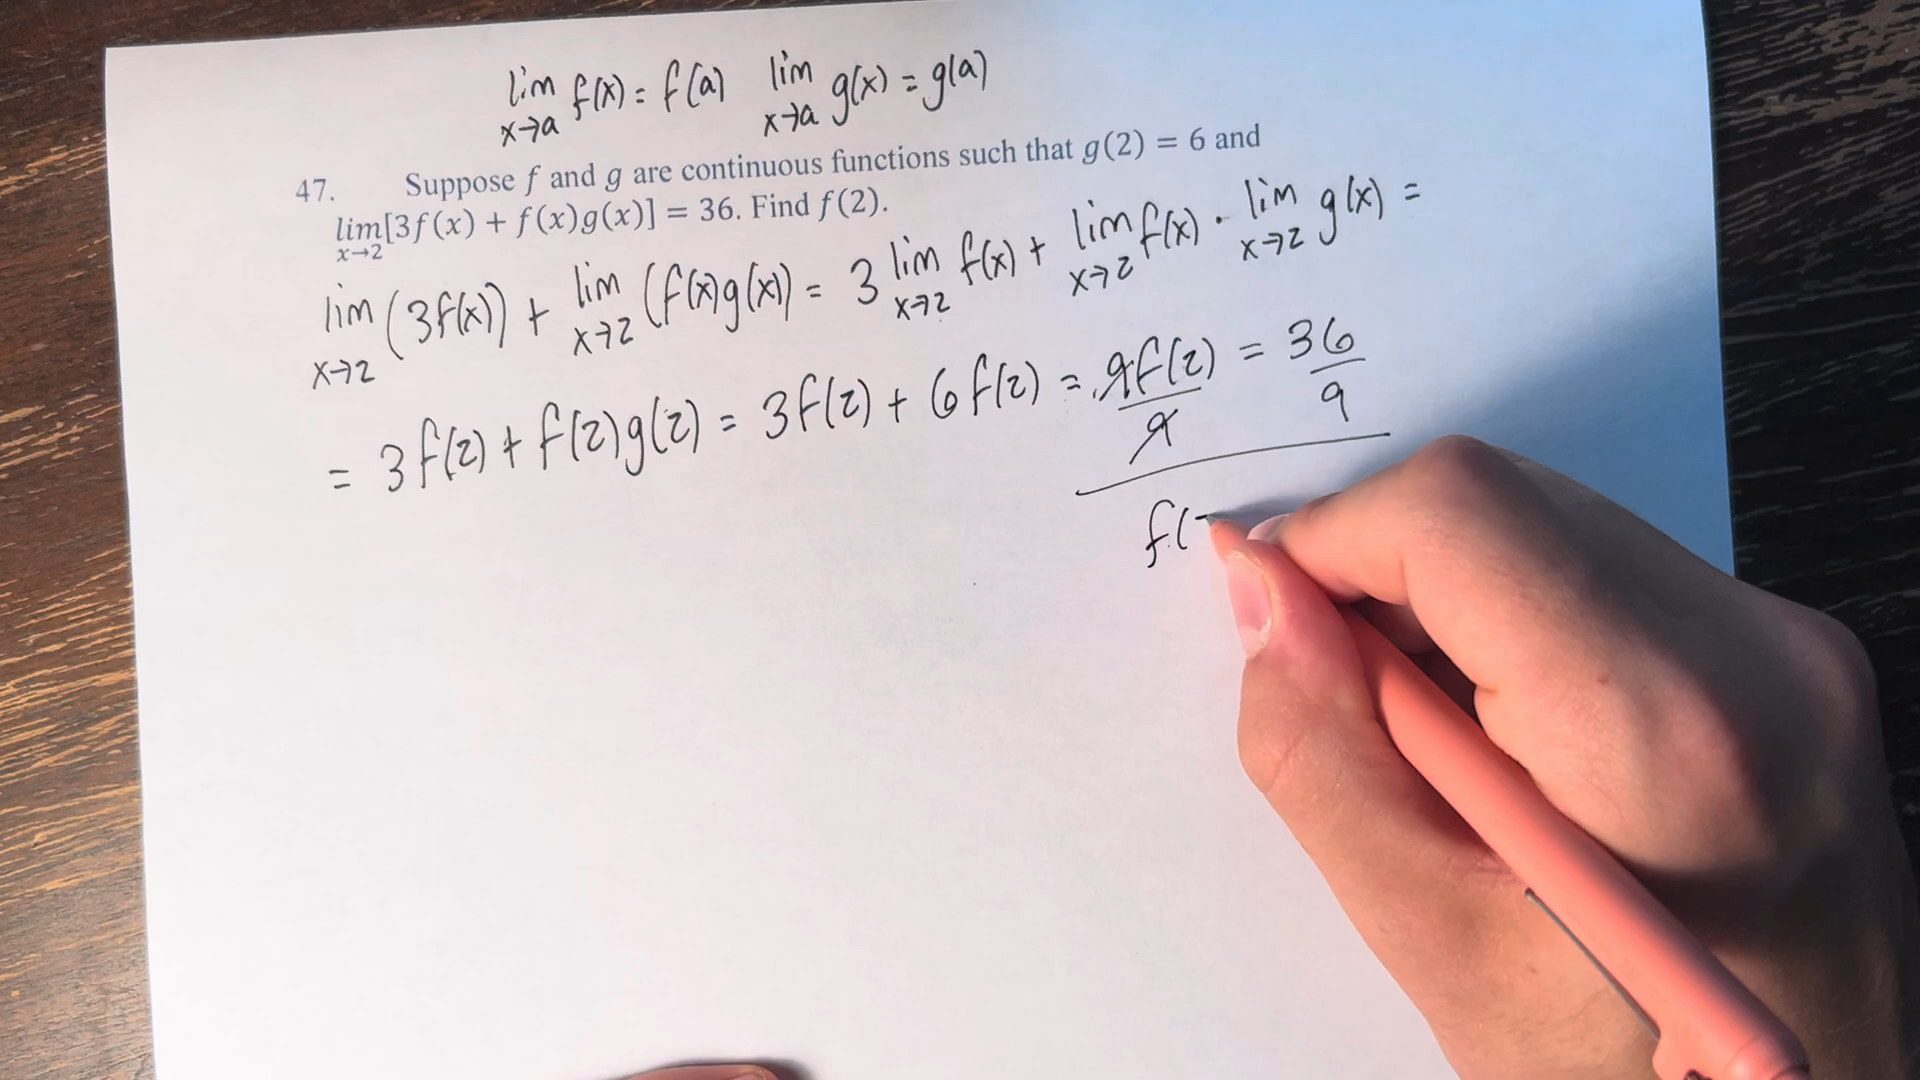 lim x→a f(x) = f(a) lim x→a g(x) = g(a)
47. Suppose f and g are continuous functions such that g(2) = 6 and
lim x→2 [3f(x) + f(x)g(x)] = 36. Find f(2).
lim x→2 (3f(x)) + lim x→2 (f(x)g(x)) = 3 lim x→2 f(x) + lim x→2 f(x) · lim x→2 g(x) =
= 3f(2) + f(2)g(2) = 3f(2) + 6f(2) = 9f(2)/9 = 36/9
f(